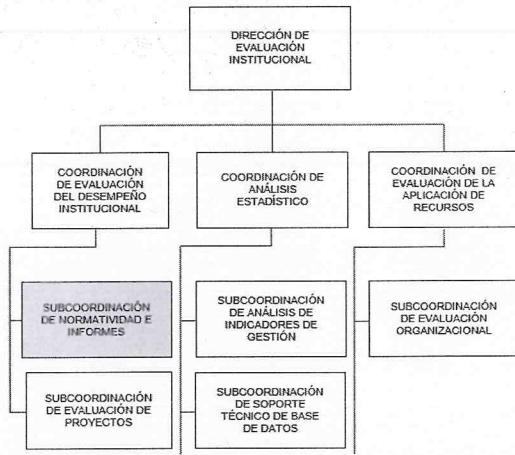 DIRECCIÓN DE
EVALUACIÓN
INSTITUCIONAL
COORDINACIÓN
DE EVALUACIÓN
DEL DESEMPEÑO
INSTITUCIONAL
COORDINACIÓN DE
ANÁLISIS
ESTADÍSTICO
COORDINACIÓN DE
EVALUACIÓN DE LA
APLICACIÓN DE
RECURSOS
SUBCOORDINACIÓN
DE NORMATIVIDAD E
INFORMES
SUBCOORDINACIÓN
DE ANÁLISIS DE
INDICADORES DE
GESTIÓN
SUBCOORDINACIÓN
DE EVALUACIÓN
ORGANIZACIONAL
SUBCOORDINACIÓN
DE EVALUACIÓN DE
PROYECTOS
SUBCOORDINACIÓN
DE SOPORTE
TÉCNICO DE BASE
DE DATOS